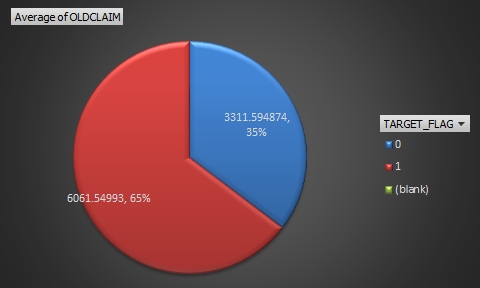 Average of OLDCLAIM
3311.594874,
35%
6061.54993, 65%
TARGET_FLAG
0
1
(blank)